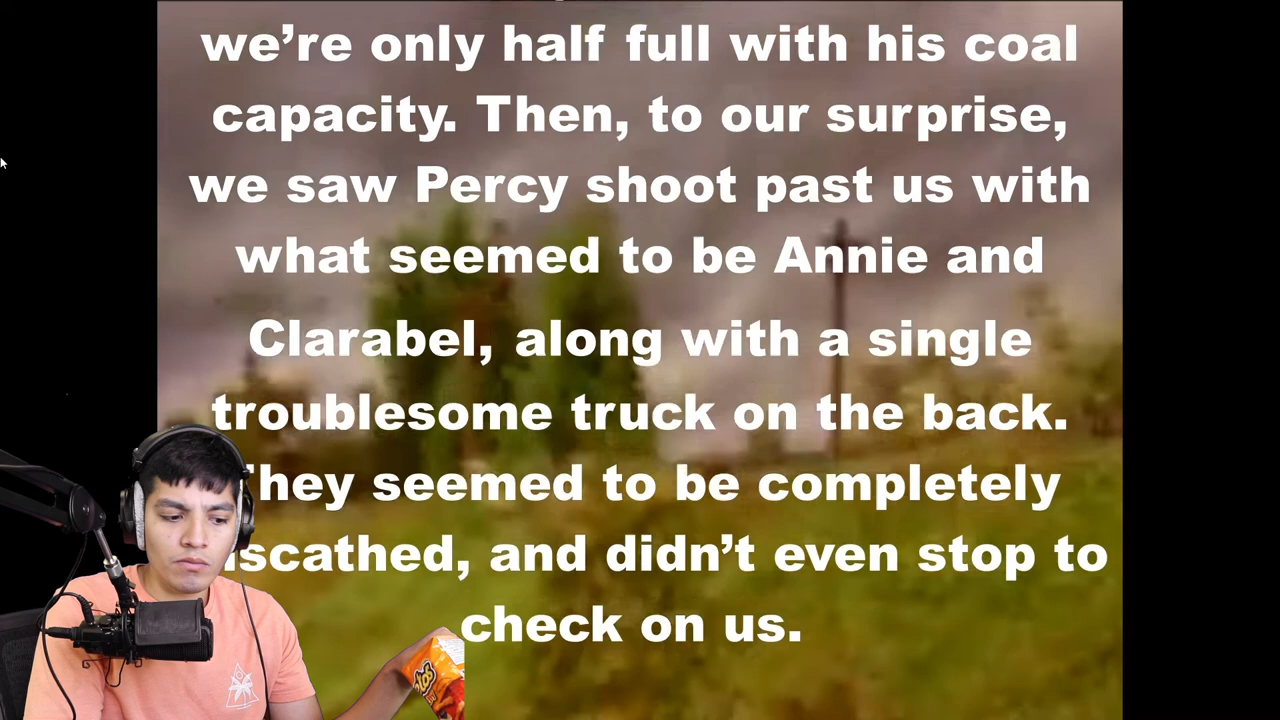 we’re only half full with his coal
capacity. Then, to our surprise,
we saw Percy shoot past us with
what seemed to be Annie and
Clarabel, along with a single
troublesome truck on the back.
They seemed to be completely
unscathed, and didn’t even stop to
check on us.